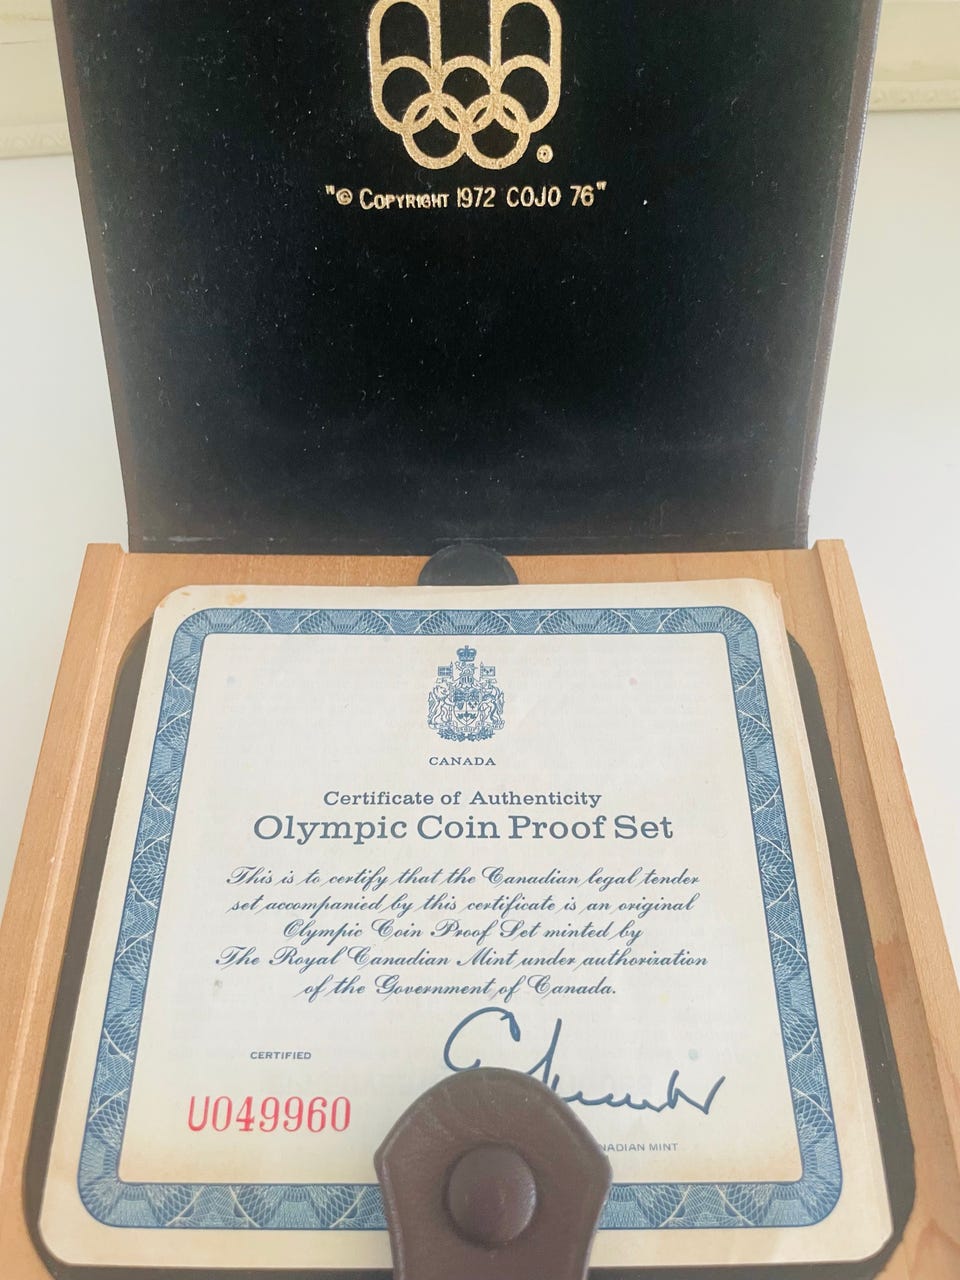 "© COPYRIGHT 1972 COJO 76"
CANADA
Certificate of Authenticity
Olympic Coin Proof Set
This is to certify that the Canadian legal tender
set accompanied by this certificate is an original
Olympic Coin Proof Set minted by
The Royal Canadian Mint under authorization
of the Government of Canada.
CERTIFIED
U049960
NADIAN MINT